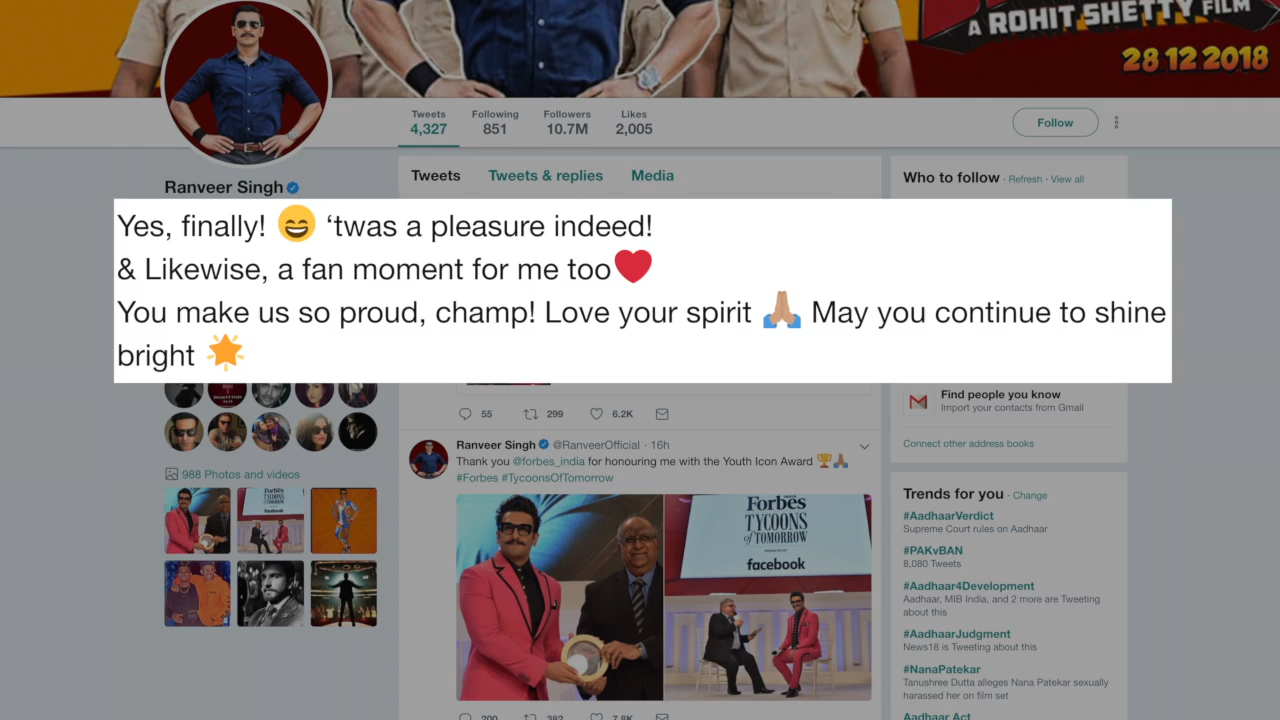 A ROHIT SHETTY FILM
28 12 2018
Tweets Following Followers Likes
4,327 851 10.7M 2,005
Follow
Tweets Tweets & replies Media
Who to follow · Refresh · View all
Ranveer Singh
Yes, finally! 😄 ‘twas a pleasure indeed!
& Likewise, a fan moment for me too❤️
You make us so proud, champ! Love your spirit 🙏🏽 May you continue to shine
bright 🌟
Find people you know
Import your contacts from Gmail
Connect other address books
55 299 6.2K
Ranveer Singh @RanveerOfficial · 16h
Thank you @forbes_india for honouring me with the Youth Icon Award 🏆🙏🏽
#Forbes #TycoonsOfTomorrow
Forbes
TYCOONS
of TOMORROW
PRESENTED BY
facebook
200 382 7.8K
988 Photos and videos
Trends for you · Change
#AadhaarVerdict
Supreme Court rules on Aadhaar
#PAKvBAN
8,080 Tweets
#Aadhaar4Development
Aadhaar, MIB India, and 2 more are Tweeting
about this
#AadhaarJudgment
News18 is Tweeting about this
#NanaPatekar
Tanushree Dutta alleges Nana Patekar sexually
harassed her on film set
Aadhaar Act